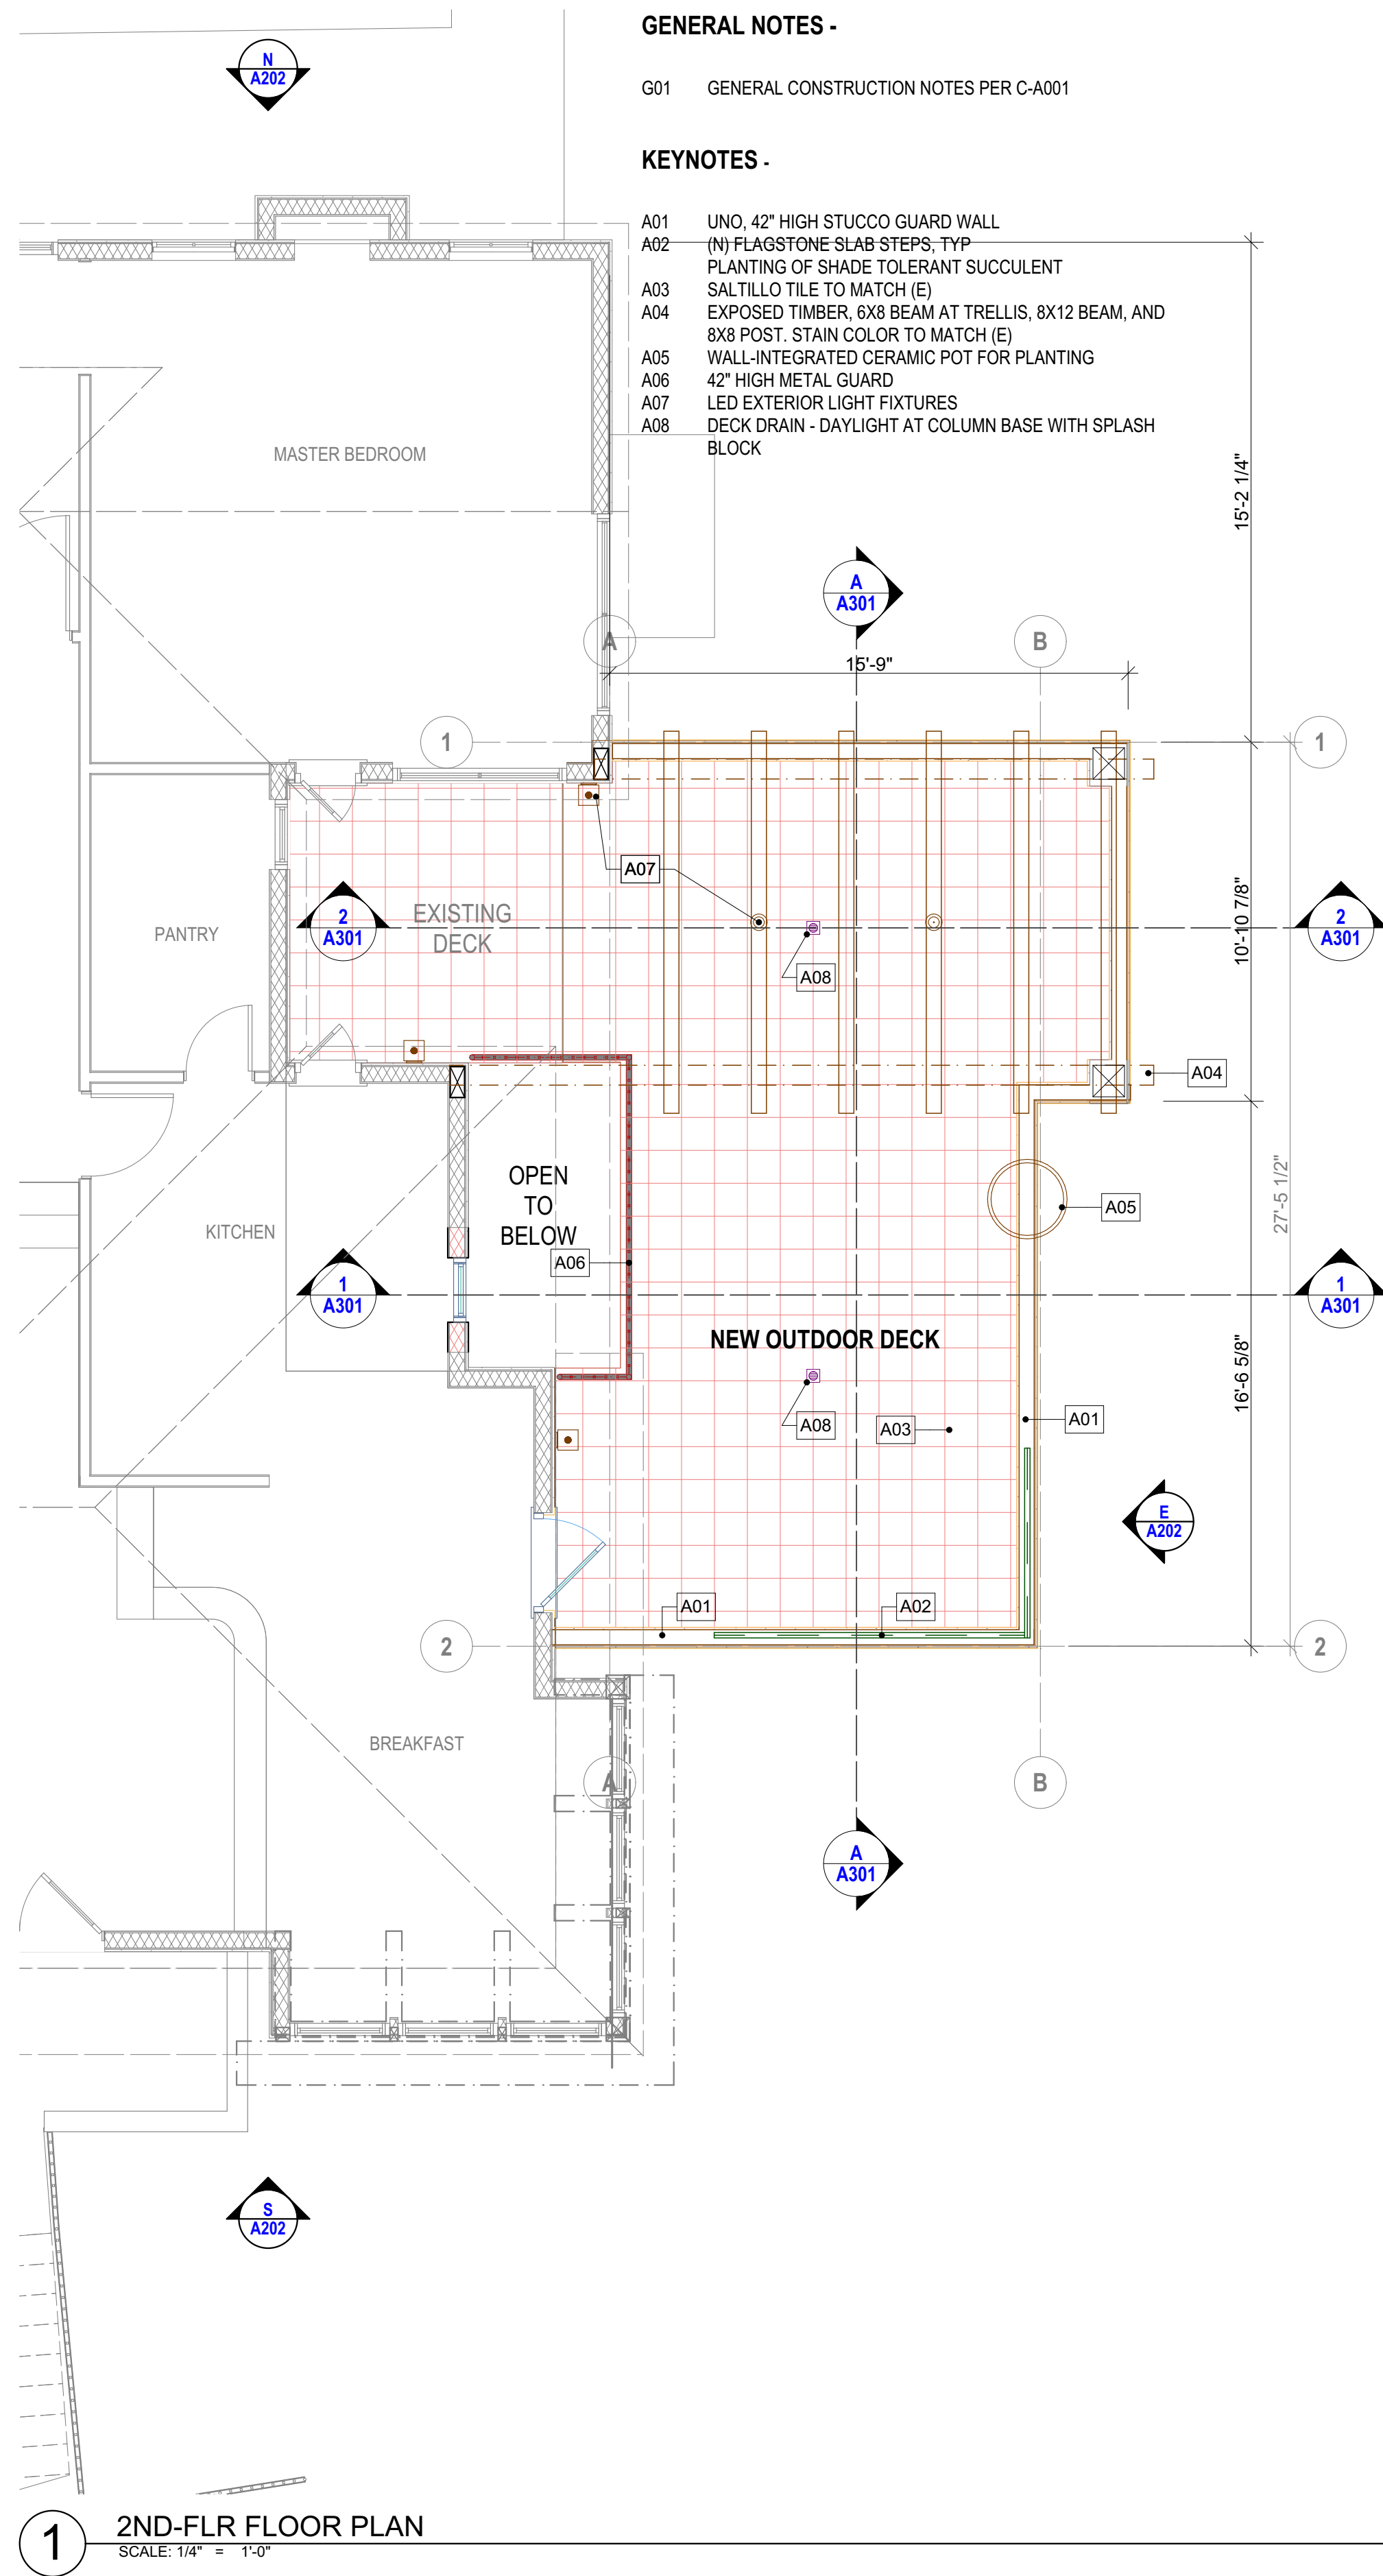 GENERAL NOTES -
G01 GENERAL CONSTRUCTION NOTES PER C-A001
KEYNOTES -
A01 UNO, 42" HIGH STUCCO GUARD WALL
A02 (N) FLAGSTONE SLAB STEPS, TYP
PLANTING OF SHADE TOLERANT SUCCULENT
A03 SALTILLO TILE TO MATCH (E)
A04 EXPOSED TIMBER, 6X8 BEAM AT TRELLIS, 8X12 BEAM, AND
8X8 POST. STAIN COLOR TO MATCH (E)
A05 WALL-INTEGRATED CERAMIC POT FOR PLANTING
A06 42" HIGH METAL GUARD
A07 LED EXTERIOR LIGHT FIXTURES
A08 DECK DRAIN - DAYLIGHT AT COLUMN BASE WITH SPLASH
BLOCK
N
A202
MASTER BEDROOM
15'-2 1/4"
A
A301
A
B
15'-9"
1
1
A07
EXISTING
DECK
PANTRY
2
A301
2
A301
10'-10 7/8"
A08
A04
OPEN
TO
BELOW
A05
27'-5 1/2"
KITCHEN
A06
1
A301
1
A301
NEW OUTDOOR DECK
16'-6 5/8"
A08
A03
A01
E
A202
A01
A02
2
2
BREAKFAST
A
B
A
A301
S
A202
1
2ND-FLR FLOOR PLAN
SCALE: 1/4" = 1'-0"